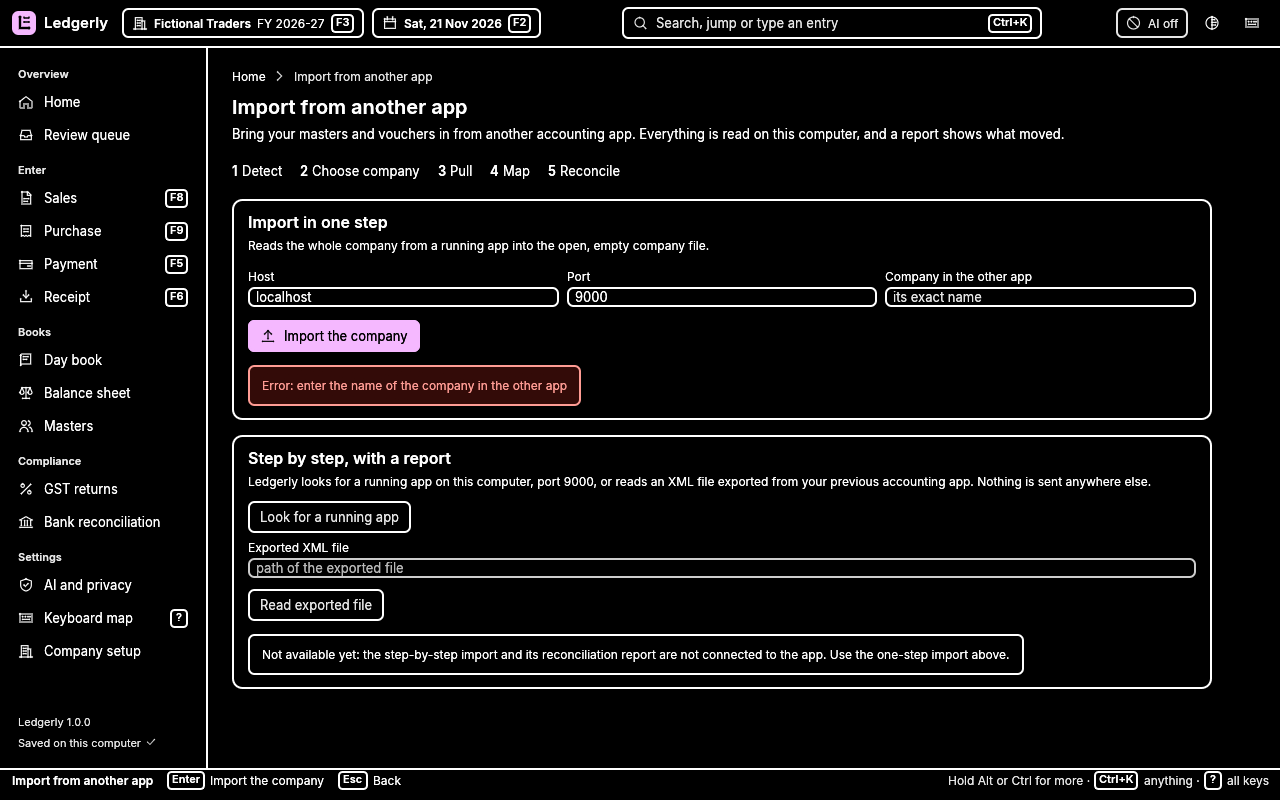 Ledgerly
Fictional Traders FY 2026-27 F3
Sat, 21 Nov 2026 F2
Search, jump or type an entry Ctrl+K
AI off
Overview
Home
Review queue
Enter
Sales F8
Purchase F9
Payment F5
Receipt F6
Books
Day book
Balance sheet
Masters
Compliance
GST returns
Bank reconciliation
Settings
AI and privacy
Keyboard map ?
Company setup
Ledgerly 1.0.0
Saved on this computer
Home Import from another app
Import from another app
Bring your masters and vouchers in from another accounting app. Everything is read on this computer, and a report shows what moved.
1 Detect 2 Choose company 3 Pull 4 Map 5 Reconcile
Import in one step
Reads the whole company from a running app into the open, empty company file.
Host Port Company in the other app
localhost 9000 its exact name
Import the company
Error: enter the name of the company in the other app
Step by step, with a report
Ledgerly looks for a running app on this computer, port 9000, or reads an XML file exported from your previous accounting app. Nothing is sent anywhere else.
Look for a running app
Exported XML file
path of the exported file
Read exported file
Not available yet: the step-by-step import and its reconciliation report are not connected to the app. Use the one-step import above.
Import from another app Enter Import the company Esc Back
Hold Alt or Ctrl for more · Ctrl+K anything · ? all keys